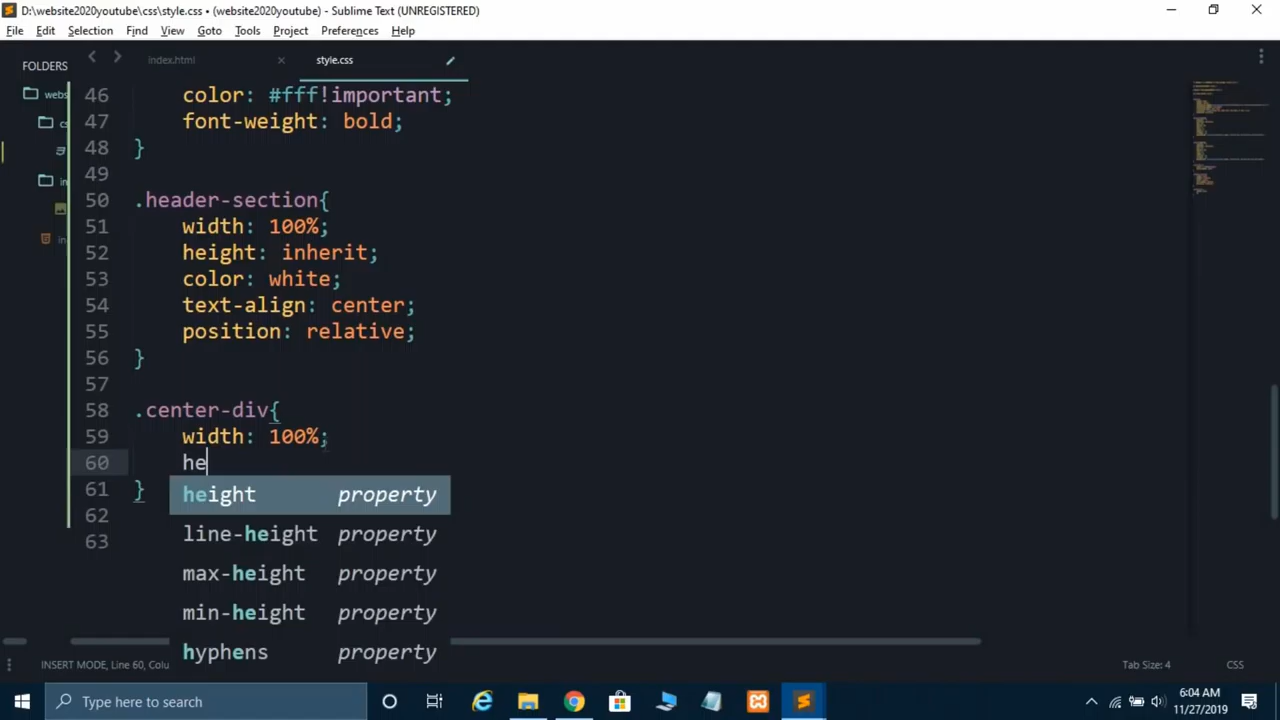 D:\website2020youtube\css\style.css • (website2020youtube) - Sublime Text (UNREGISTERED)
File Edit Selection Find View Goto Tools Project Preferences Help
FOLDERS
index.html
style.css
webs
cs
in
in
46 color: #fff!important;
47 font-weight: bold;
48 }
49
50 .header-section{
51 width: 100%;
52 height: inherit;
53 color: white;
54 text-align: center;
55 position: relative;
56 }
57
58 .center-div{
59 width: 100%;
60 he
61 }
62
63
height property
line-height property
max-height property
min-height property
hyphens property
INSERT MODE, Line 60, Colu
Tab Size: 4
CSS
Type here to search
6:04 AM
11/27/2019